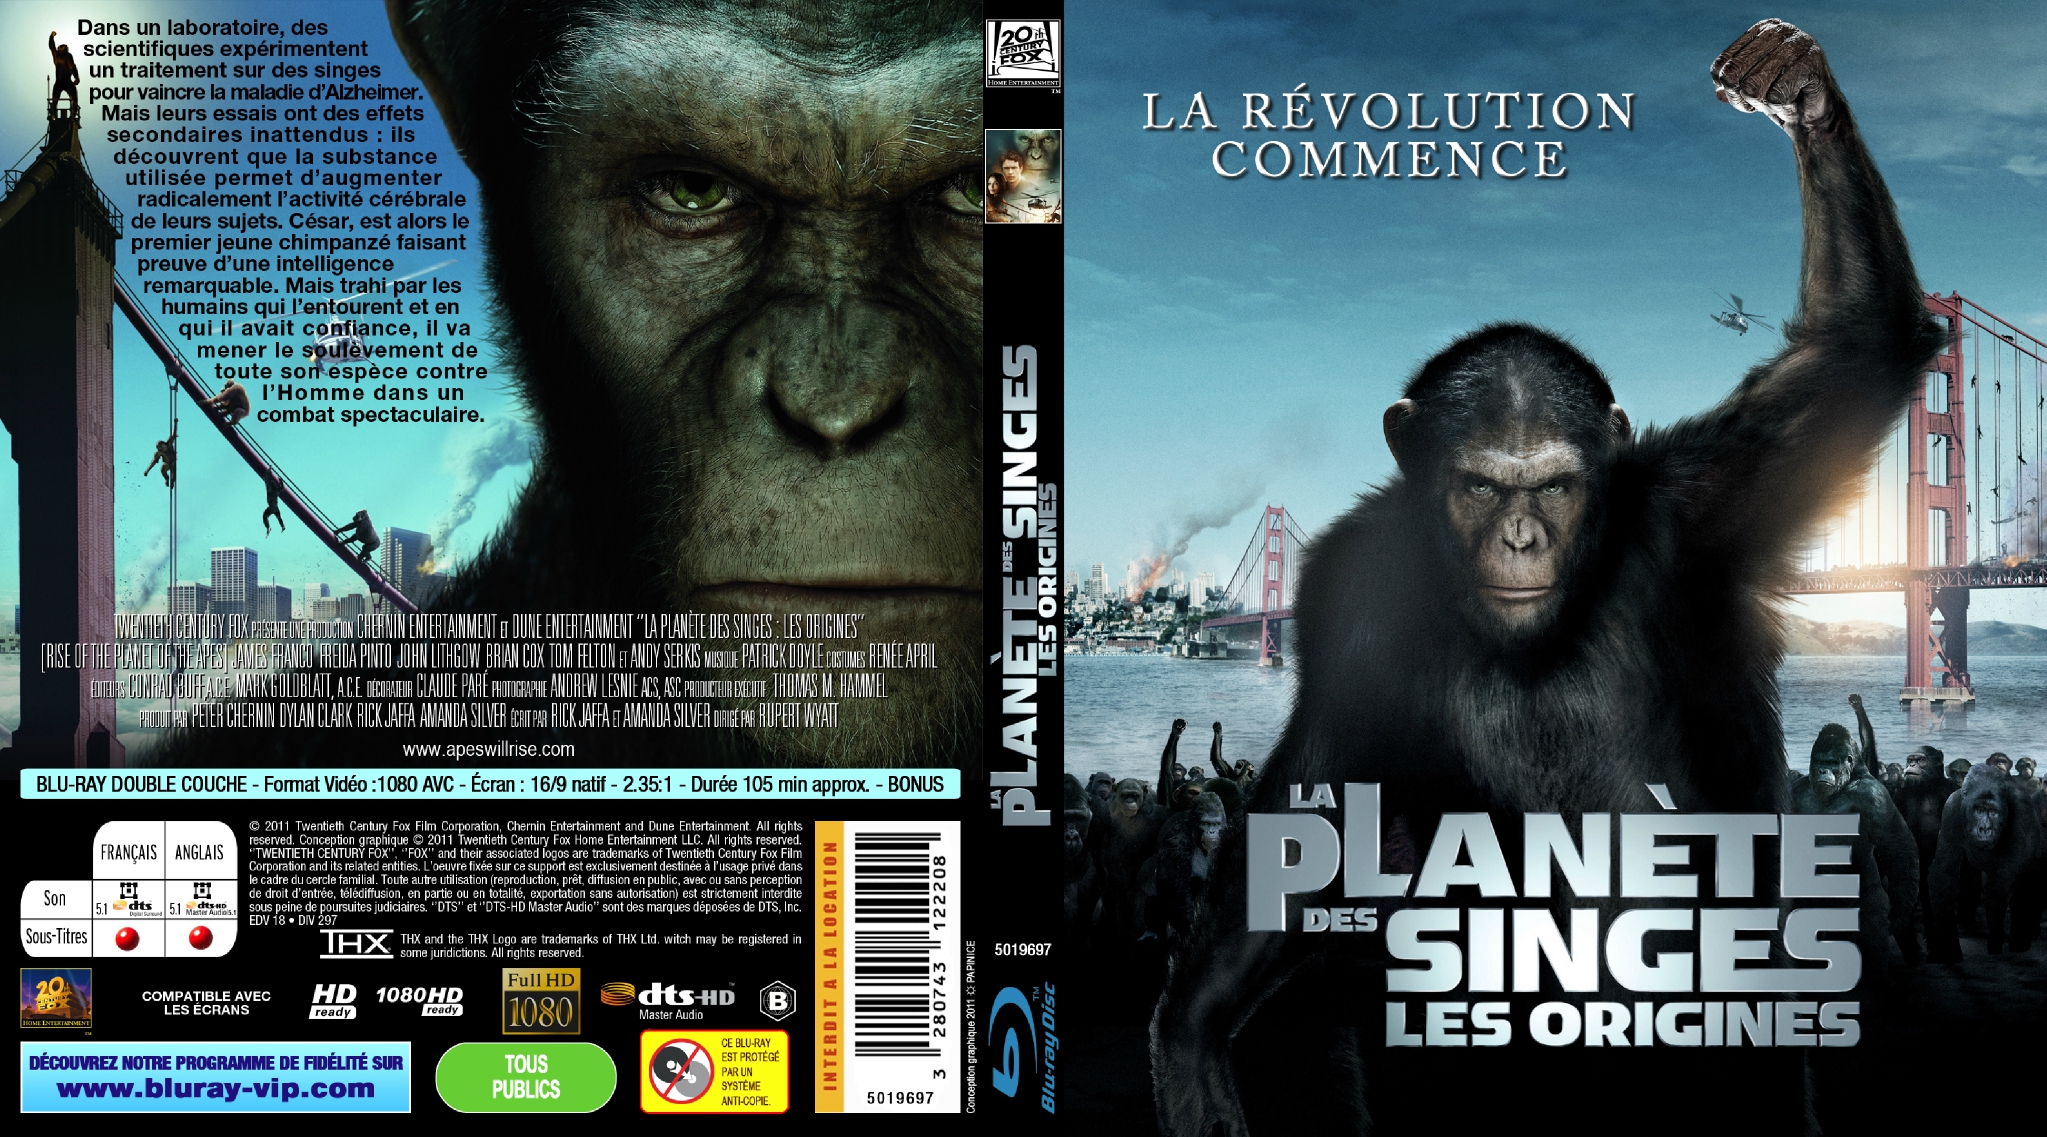 Dans un laboratoire, des
scientifiques expérimentent
un traitement sur des singes
pour vaincre la maladie d'Alzheimer.
Mais leurs essais ont des effets
secondaires inattendus : ils
découvrent que la substance
utilisée permet d'augmenter
radicalement l'activité cérébrale
de leurs sujets. César, est alors le
premier jeune chimpanzé faisant
preuve d'une intelligence
remarquable. Mais trahi par les
humains qui l'entourent et en
qui il avait confiance, il va
mener le soulèvement de
toute son espèce contre
l'Homme dans un
combat spectaculaire.
TWENTIETH CENTURY FOX PRÉSENTE UNE PRODUCTION CHERNIN ENTERTAINMENT ET DUNE ENTERTAINMENT "LA PLANÈTE DES SINGES : LES ORIGINES"
[RISE OF THE PLANET OF THE APES] JAMES FRANCO FREIDA PINTO JOHN LITHGOW BRIAN COX TOM FELTON ET ANDY SERKIS MUSIQUE PATRICK DOYLE COSTUMES RENÉE APRIL
ÉDITEURS CONRAD BUFF, A.C.E. MARK GOLDBLATT, A.C.E. DÉCORATEUR CLAUDE PARÉ PHOTOGRAPHIE ANDREW LESNIE ACS, ASC PRODUCTEUR EXÉCUTIF THOMAS M. HAMMEL
PRODUIT PAR PETER CHERNIN DYLAN CLARK RICK JAFFA AMANDA SILVER ÉCRIT PAR RICK JAFFA ET AMANDA SILVER DIRIGÉ PAR RUPERT WYATT
www.apeswillrise.com
BLU-RAY DOUBLE COUCHE - Format Vidéo :1080 AVC - Écran : 16/9 natif - 2.35:1 - Durée 105 min approx. - BONUS
FRANÇAIS ANGLAIS
Son 5.1 dts Digital Surround 5.1 dts-HD Master Audio 5.1
Sous-Titres
© 2011 Twentieth Century Fox Film Corporation, Chernin Entertainment and Dune Entertainment. All rights
reserved. Conception graphique © 2011 Twentieth Century Fox Home Entertainment LLC. All rights reserved.
''TWENTIETH CENTURY FOX'', ''FOX'' and their associated logos are trademarks of Twentieth Century Fox Film
Corporation and its related entities. L'oeuvre fixée sur ce support est exclusivement destinée à l'usage privé dans
le cadre du cercle familial. Toute autre utilisation (reproduction, prêt, diffusion en public, avec ou sans perception
de droit d'entrée, télédiffusion, en partie ou en totalité, exportation sans autorisation) est strictement interdite
sous peine de poursuites judiciaires. ''DTS'' et ''DTS-HD Master Audio'' sont des marques déposées de DTS, Inc.
EDV 18 • DIV 297
THX THX and the THX Logo are trademarks of THX Ltd. witch may be registered in
some juridictions. All rights reserved.
20th CENTURY FOX
HOME ENTERTAINMENT
TM
COMPATIBLE AVEC
LES ÉCRANS
HD
ready
1080 HD
ready
Full HD
1080
dts-HD
Master Audio
B
DÉCOUVREZ NOTRE PROGRAMME DE FIDÉLITÉ SUR
www.bluray-vip.com
TOUS
PUBLICS
CE BLU-RAY
EST PROTÉGÉ
PAR UN
SYSTÈME
ANTI-COPIE.
INTERDIT A LA LOCATION
3 280743 122208
5019697
Conception graphique 2011 ☼ PAPINICE
20th CENTURY FOX
HOME ENTERTAINMENT
TM
LA PLANÈTE DES SINGES
LES ORIGINES
5019697
Blu-ray Disc
TM
LA RÉVOLUTION
COMMENCE
LA
PLANÈTE
DES SINGES
LES ORIGINES